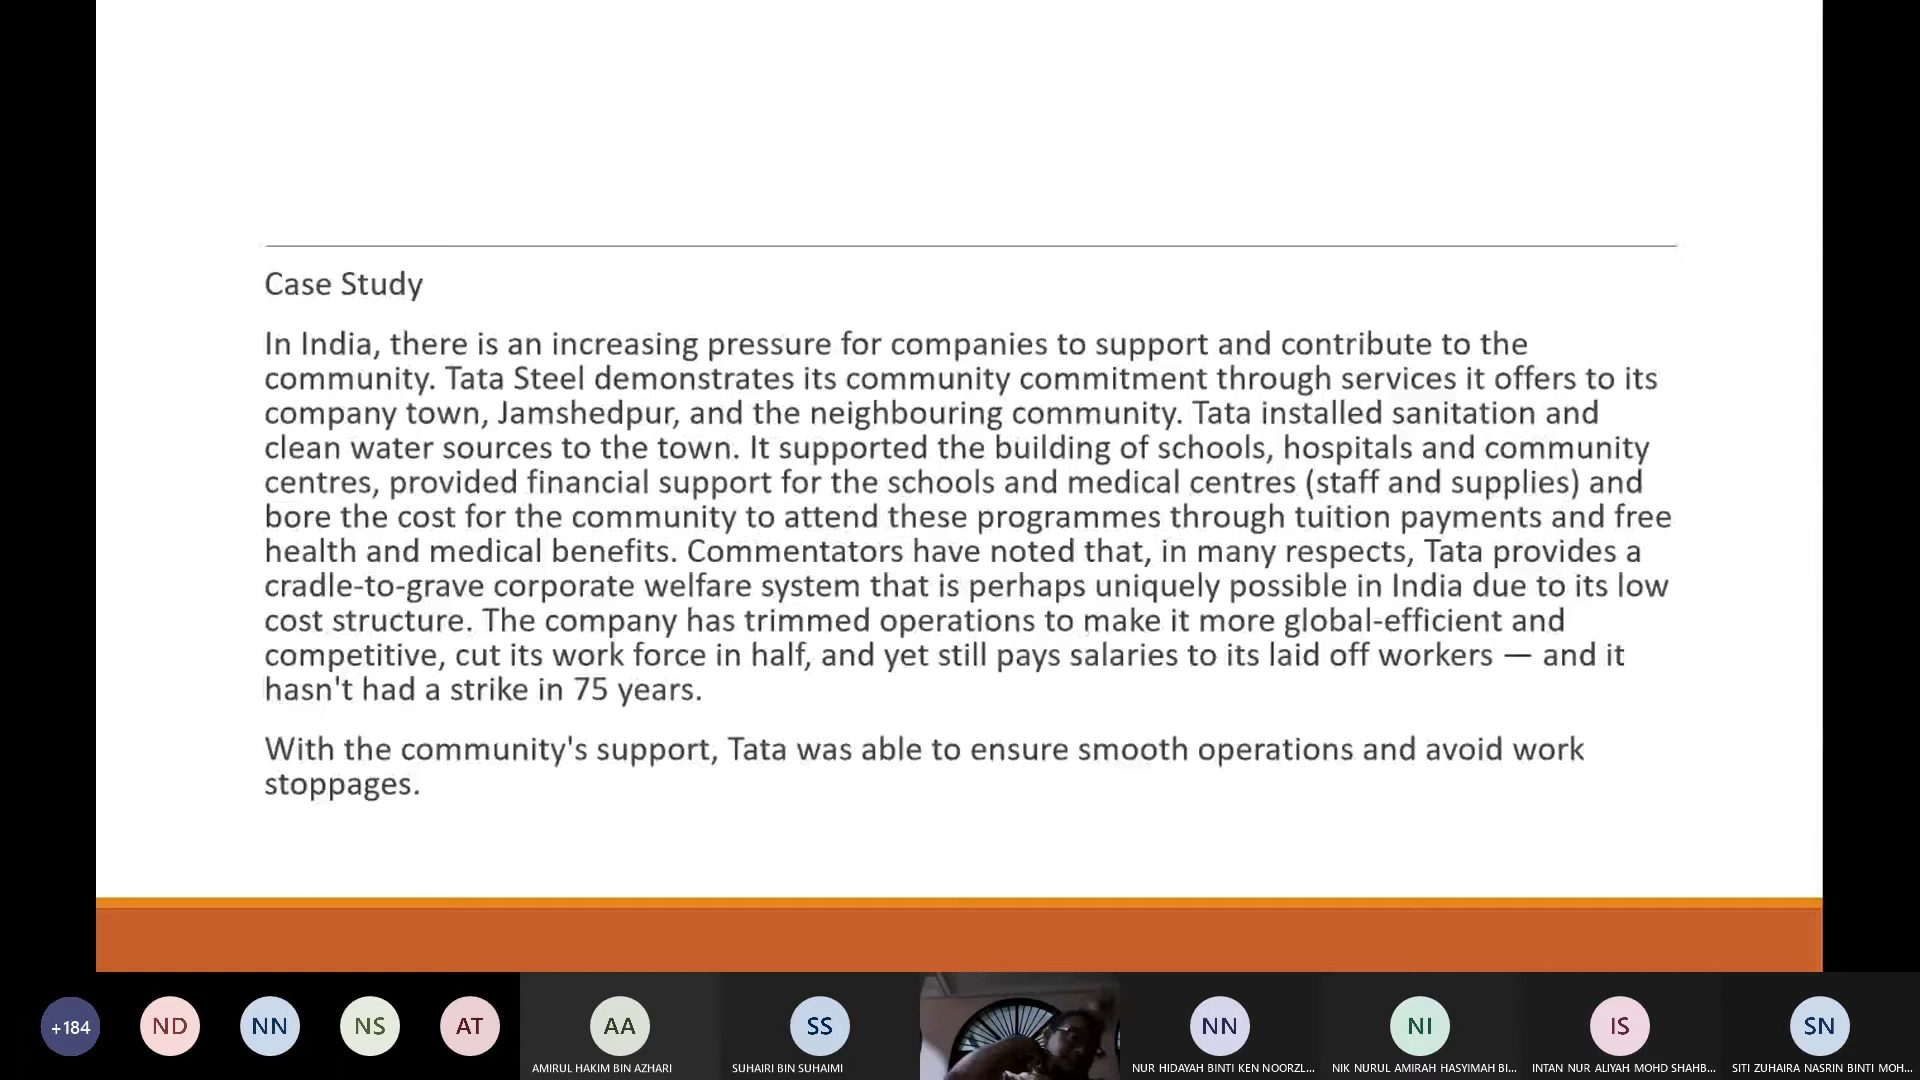 Case Study
In India, there is an increasing pressure for companies to support and contribute to the
community. Tata Steel demonstrates its community commitment through services it offers to its
company town, Jamshedpur, and the neighbouring community. Tata installed sanitation and
clean water sources to the town. It supported the building of schools, hospitals and community
centres, provided financial support for the schools and medical centres (staff and supplies) and
bore the cost for the community to attend these programmes through tuition payments and free
health and medical benefits. Commentators have noted that, in many respects, Tata provides a
cradle-to-grave corporate welfare system that is perhaps uniquely possible in India due to its low
cost structure. The company has trimmed operations to make it more global-efficient and
competitive, cut its work force in half, and yet still pays salaries to its laid off workers — and it
hasn't had a strike in 75 years.
With the community's support, Tata was able to ensure smooth operations and avoid work
stoppages.
+184 ND NN NS AT AA SS NN NI IS SN
AMIRUL HAKIM BIN AZHARI SUHAIRI BIN SUHAIMI NUR HIDAYAH BINTI KEN NOORZL... NIK NURUL AMIRAH HASYIMAH BI... INTAN NUR ALIYAH MOHD SHAHB... SITI ZUHAIRA NASRIN BINTI MOH...